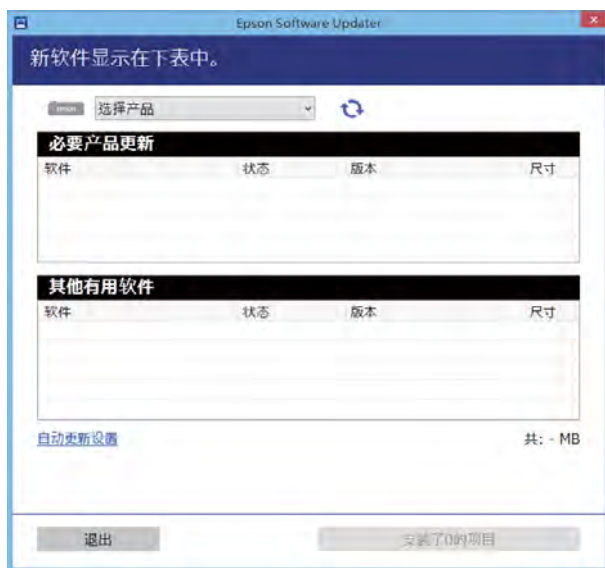 Epson Software Updater
新软件显示在下表中。
选择产品
必要产品更新
软件 状态 版本 尺寸
其他有用软件
软件 状态 版本 尺寸
自动更新设置
共: - MB
退出 安装了0的项目